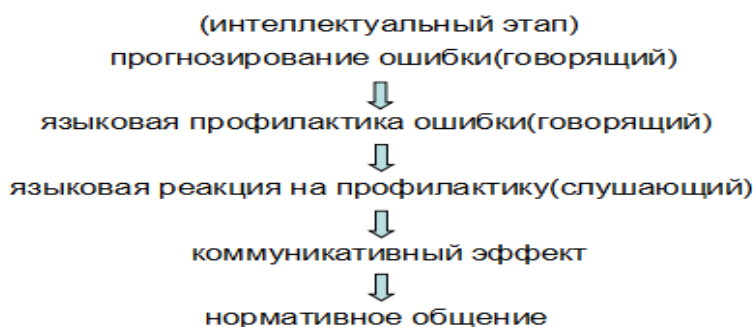 (интеллектуальный этап)
прогнозирование ошибки(говорящий)
языковая профилактика ошибки(говорящий)
языковая реакция на профилактику(слушающий)
коммуникативный эффект
нормативное общение